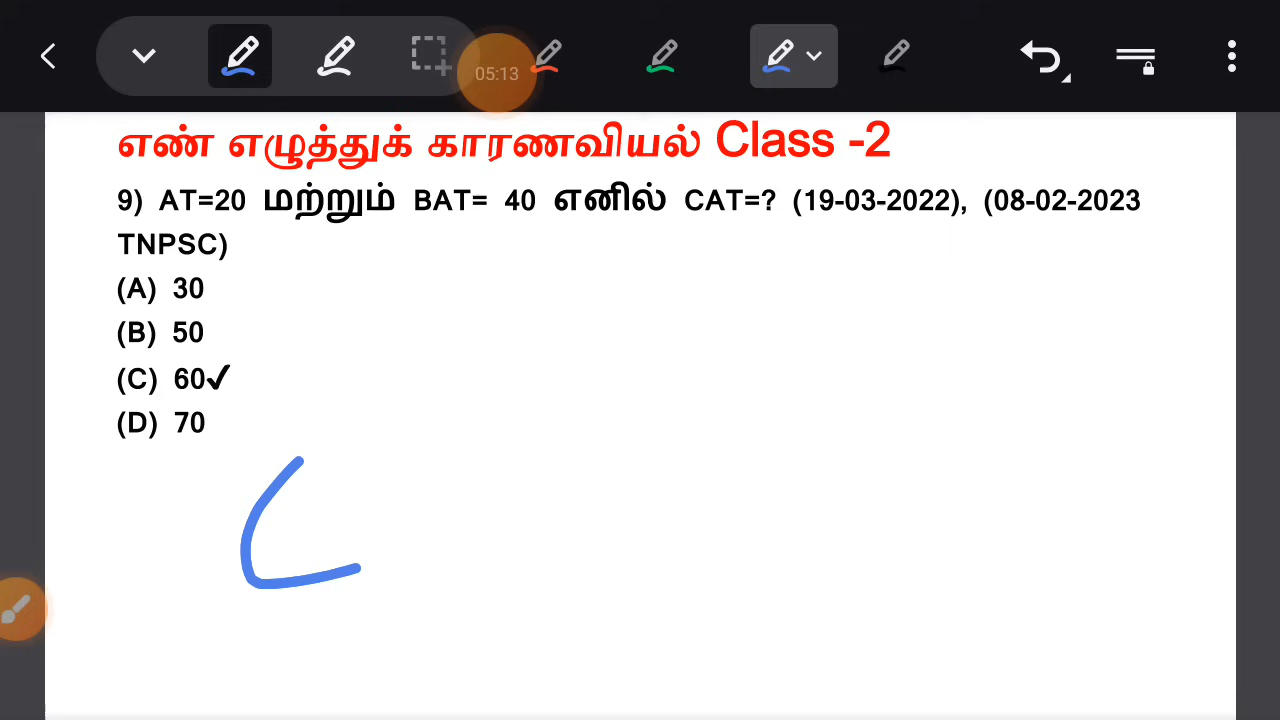 05:13
எண் எழுத்துக் காரணவியல் Class -2
9) AT=20 மற்றும் BAT= 40 எனில் CAT=? (19-03-2022), (08-02-2023
TNPSC)
(A) 30
(B) 50
(C) 60✓
(D) 70
C